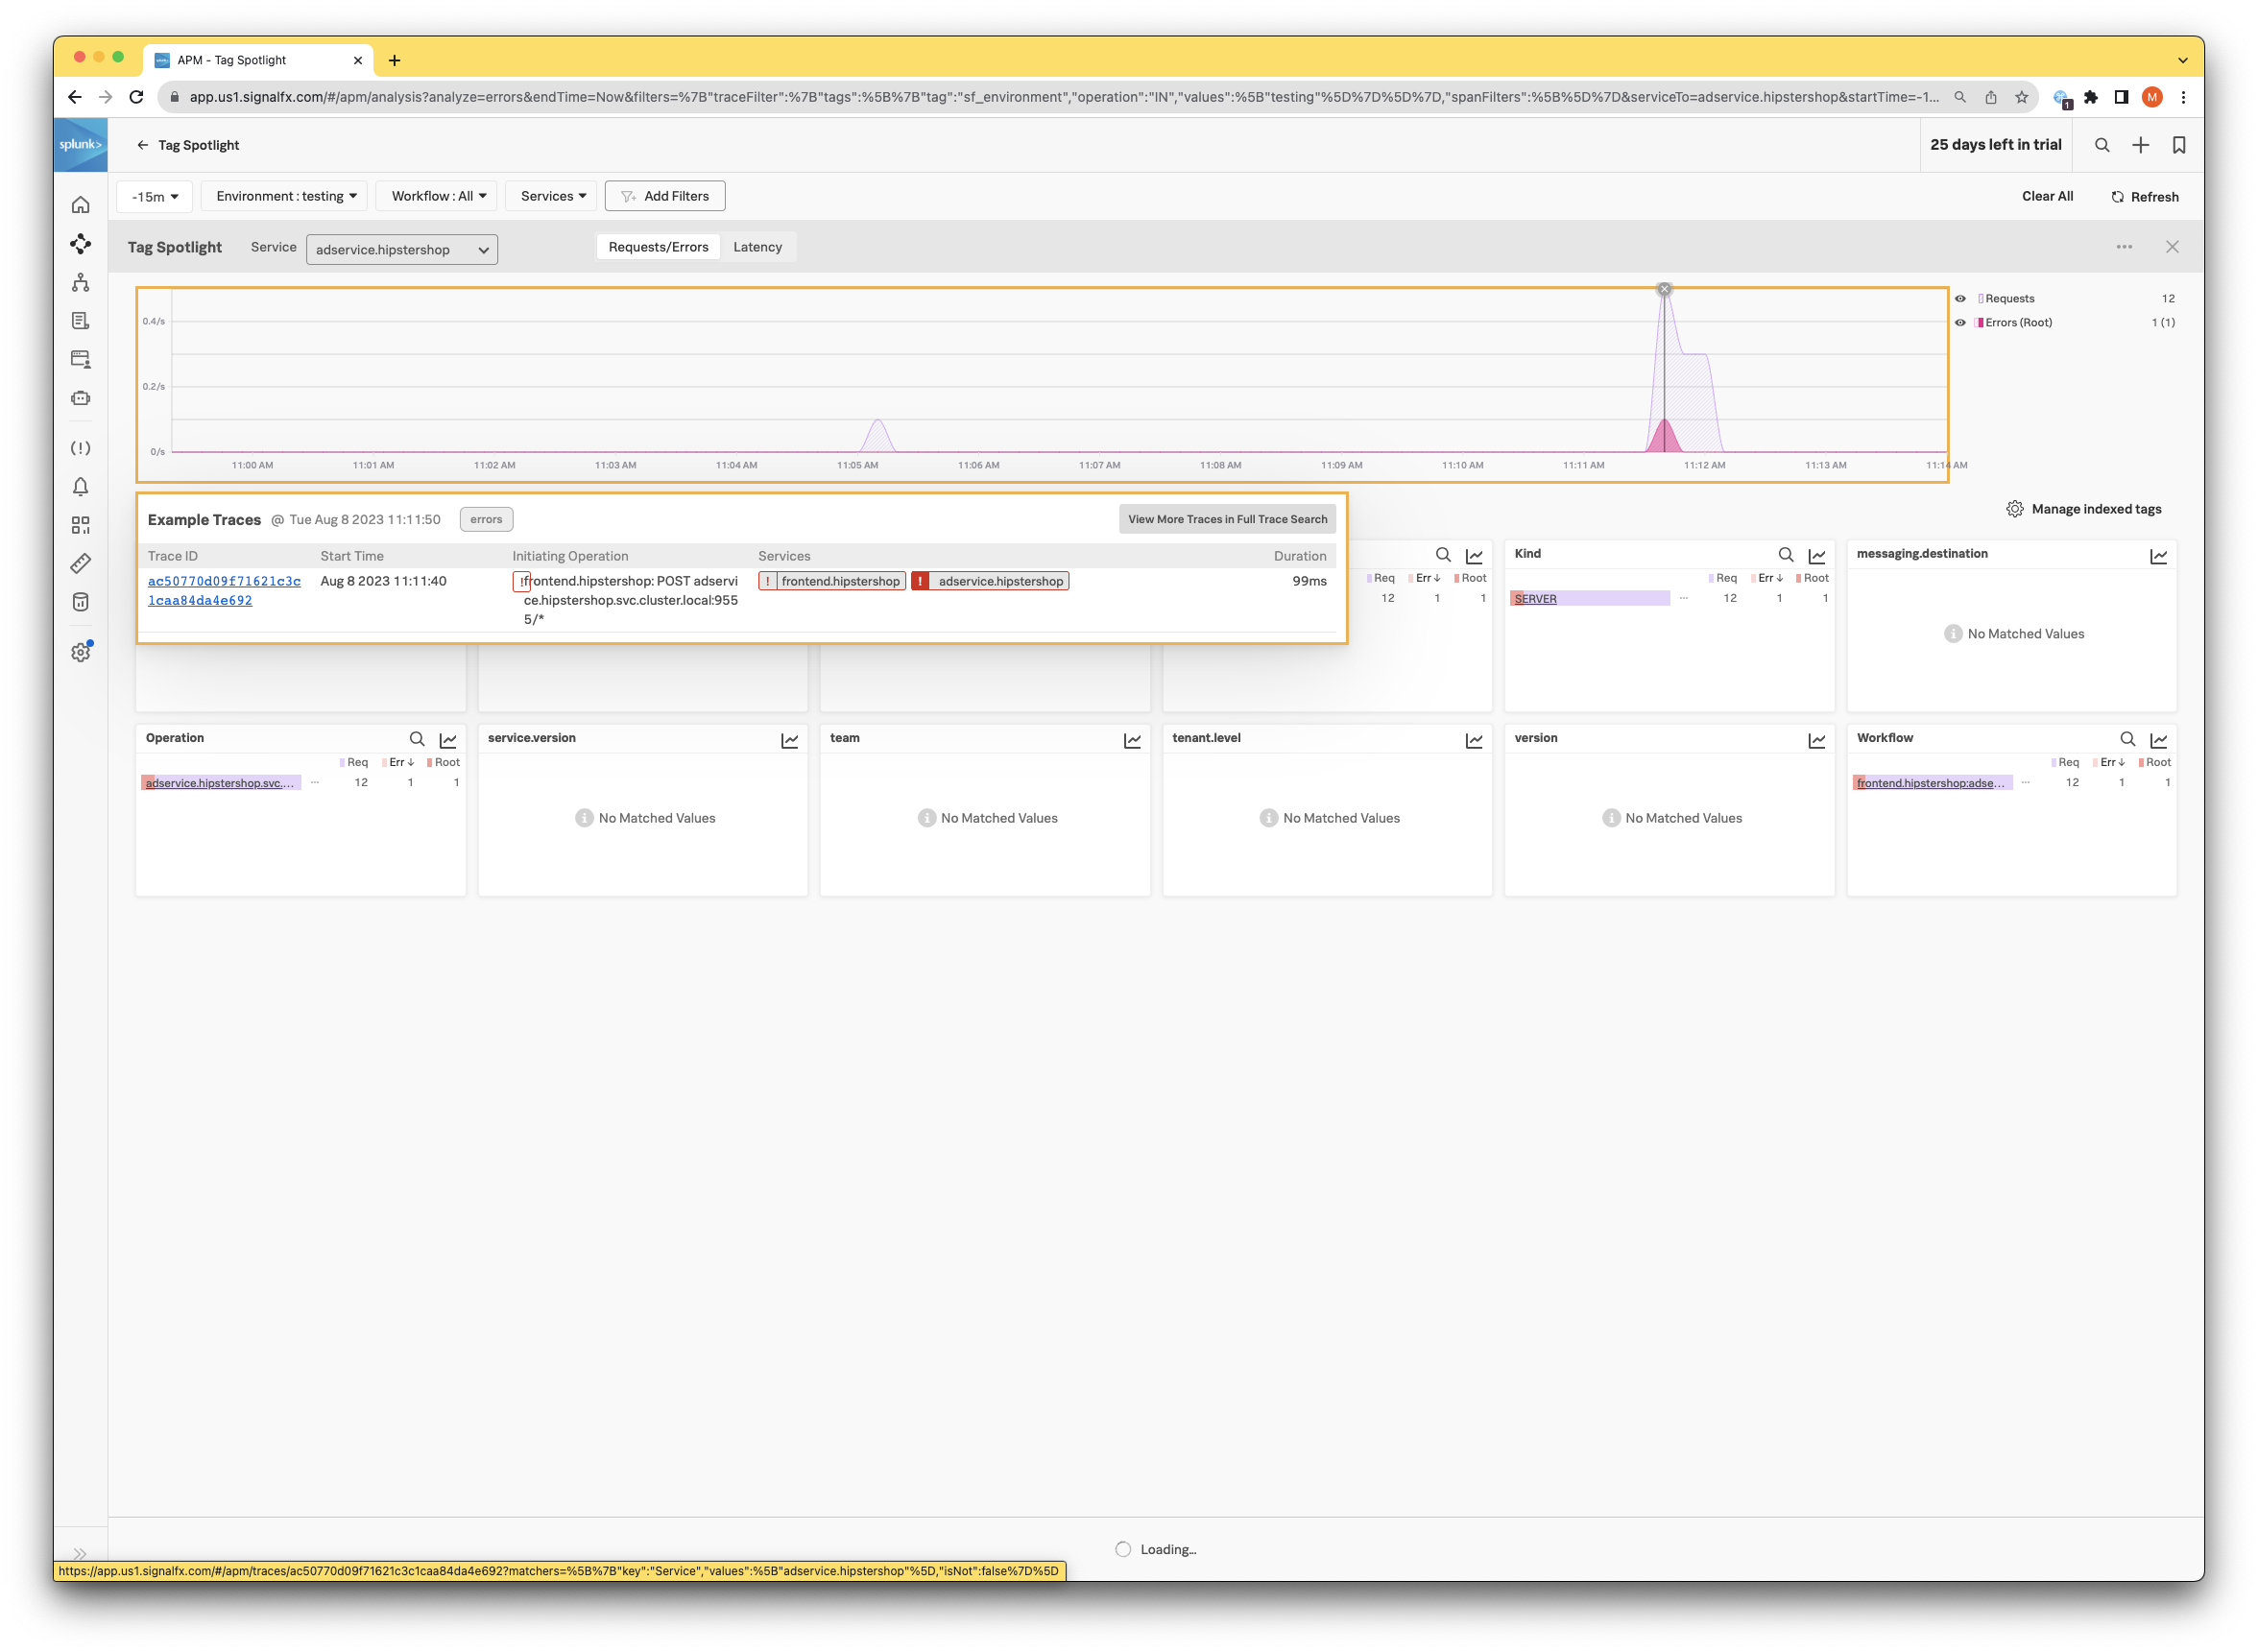 APM - Tag Spotlight
app.us1.signalfx.com/#/apm/analysis?analyze=errors&endTime=Now&filters=%7B"traceFilter":%7B"tags":%5B%7B"tag":"sf_environment","operation":"IN","values":%5B"testing"%5D%7D%5D%7D,"spanFilters":%5B%5D%7D&serviceTo=adservice.hipstershop&startTime=-1...
1
M
splunk>
Tag Spotlight
25 days left in trial
-15m
Environment : testing
Workflow : All
Services
Add Filters
Clear All
Refresh
Tag Spotlight
Service
adservice.hipstershop
Requests/Errors
Latency
0.4/s
0.2/s
0/s
11:00 AM
11:01 AM
11:02 AM
11:03 AM
11:04 AM
11:05 AM
11:06 AM
11:07 AM
11:08 AM
11:09 AM
11:10 AM
11:11 AM
11:12 AM
11:13 AM
11:14 AM
Requests 12
Errors (Root) 1 (1)
Example Traces @ Tue Aug 8 2023 11:11:50 errors
View More Traces in Full Trace Search
Manage indexed tags
Trace ID Start Time Initiating Operation Services Duration
ac50770d09f71621c3c
1caa84da4e692
Aug 8 2023 11:11:40
! frontend.hipstershop: POST adservi
ce.hipstershop.svc.cluster.local:955
5/*
! frontend.hipstershop
! adservice.hipstershop
99ms
Req Err ↓ Root
12 1 1
Kind
Req Err ↓ Root
SERVER ... 12 1 1
messaging.destination
No Matched Values
Operation
Req Err ↓ Root
adservice.hipstershop.svc.... ... 12 1 1
service.version
No Matched Values
team
No Matched Values
tenant.level
No Matched Values
version
No Matched Values
Workflow
Req Err ↓ Root
frontend.hipstershop:adse... ... 12 1 1
Loading...
https://app.us1.signalfx.com/#/apm/traces/ac50770d09f71621c3c1caa84da4e692?matchers=%5B%7B"key":"Service","values":%5B"adservice.hipstershop"%5D,"isNot":false%7D%5D